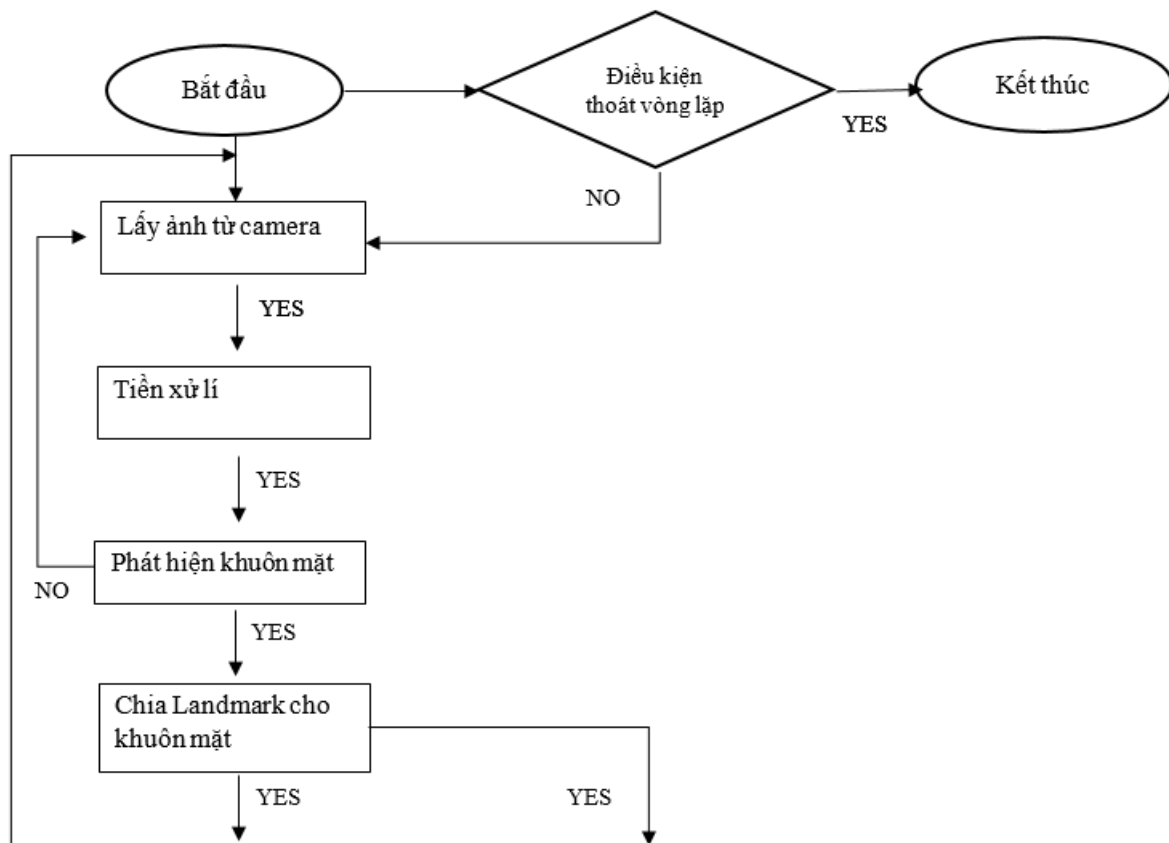 Bắt đầu
Điều kiện
thoát vòng lặp
Kết thúc
YES
NO
Lấy ảnh từ camera
YES
Tiền xử lí
YES
Phát hiện khuôn mặt
NO
YES
Chia Landmark cho
khuôn mặt
YES
YES